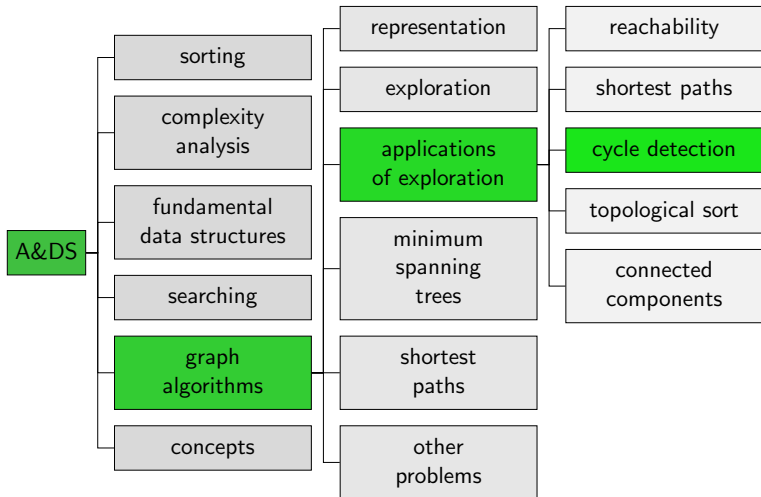 A&DS
sorting
complexity
analysis
fundamental
data structures
searching
graph
algorithms
concepts
representation
exploration
applications
of exploration
minimum
spanning
trees
shortest
paths
other
problems
reachability
shortest paths
cycle detection
topological sort
connected
components